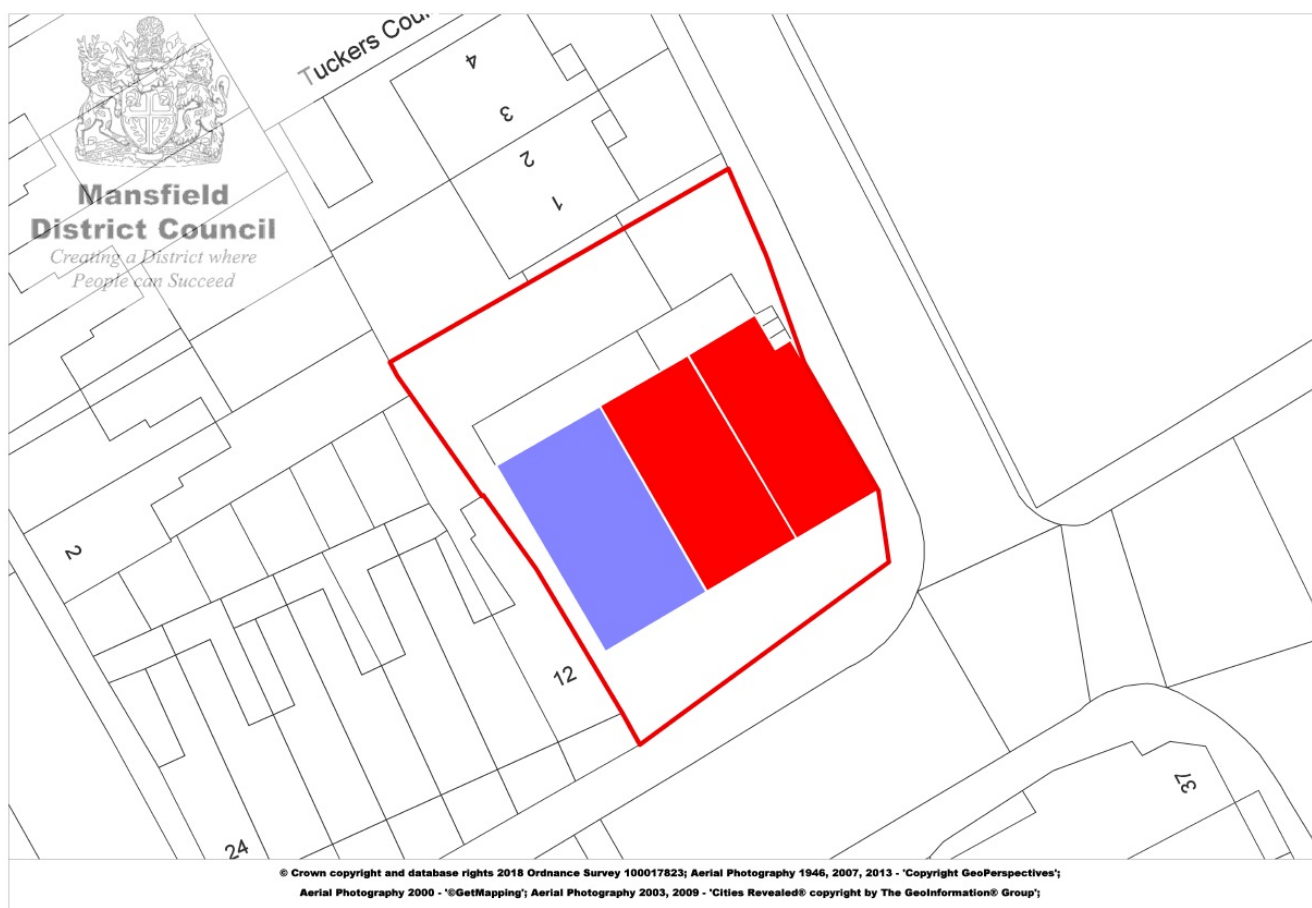 Tuckers Cou
4
3
2
1
Mansfield
District Council
Creating a District where
People can Succeed
2
12
24
37
© Crown copyright and database rights 2018 Ordnance Survey 100017823; Aerial Photography 1946, 2007, 2013 - 'Copyright GeoPerspectives';
Aerial Photography 2000 - '©GetMapping'; Aerial Photography 2003, 2009 - 'Cities Revealed® copyright by The GeoInformation® Group';